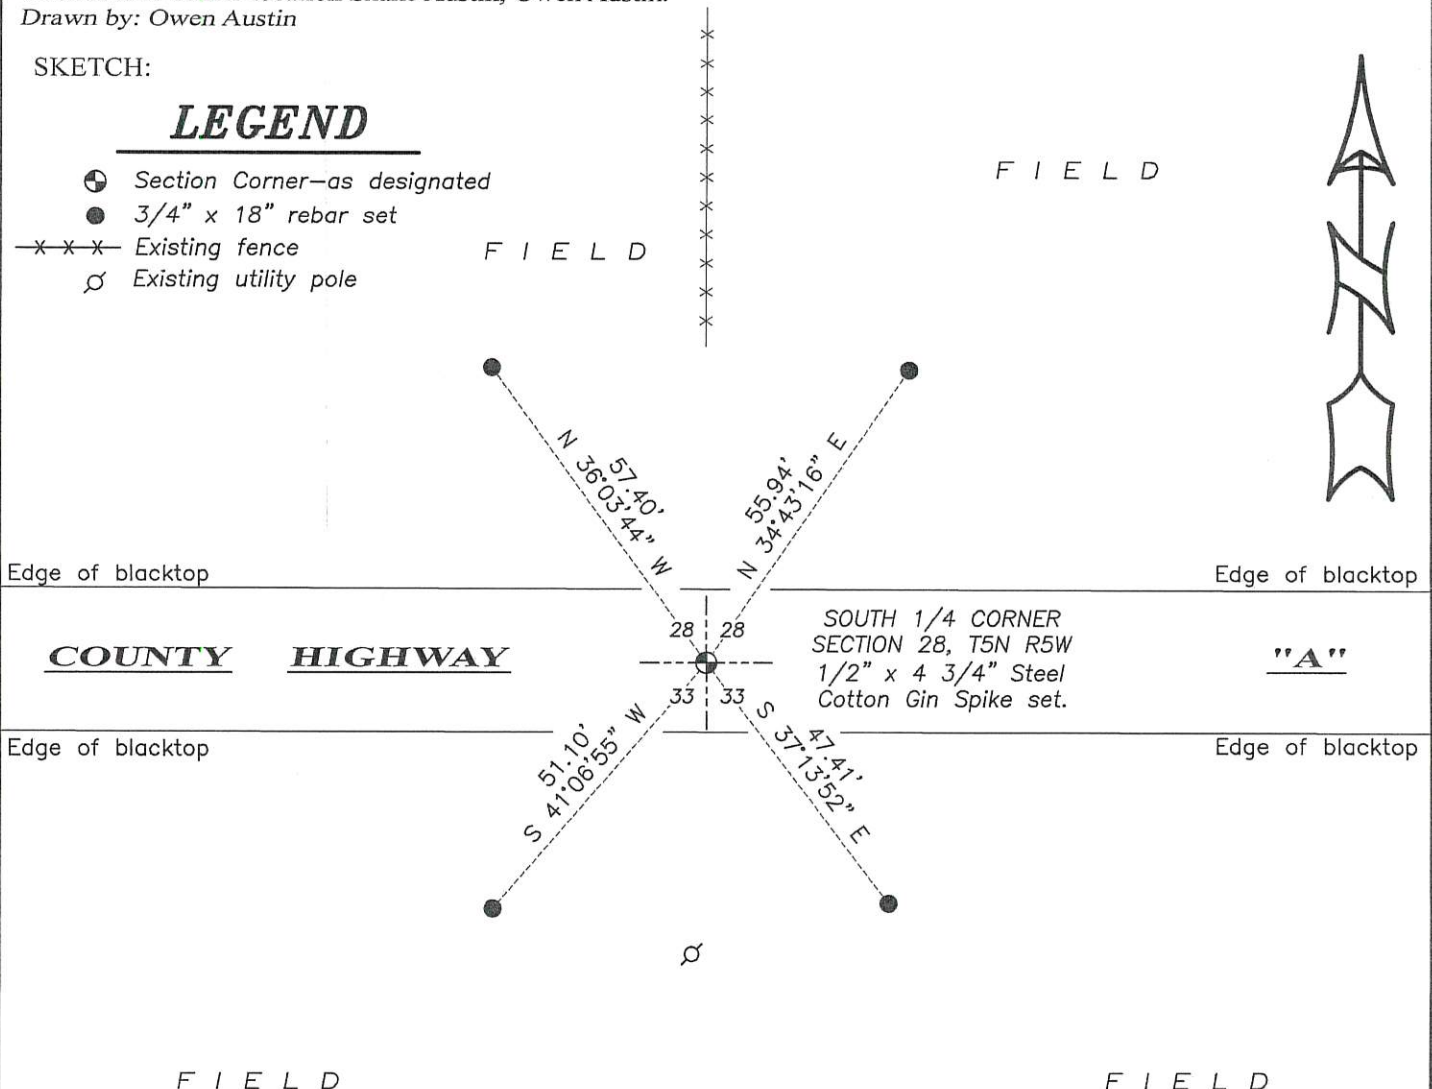 Drawn by: Owen Austin
SKETCH:
LEGEND
Section Corner—as designated
3/4" x 18" rebar set
Existing fence
Existing utility pole
F I E L D
F I E L D
N
57.40'
N 36°03'44" W
55.94'
N 34°43'16" E
Edge of blacktop
Edge of blacktop
28 28
COUNTY HIGHWAY "A"
SOUTH 1/4 CORNER
SECTION 28, T5N R5W
1/2" x 4 3/4" Steel
Cotton Gin Spike set.
33 33
Edge of blacktop
Edge of blacktop
51.10'
S 41°06'55" W
47.41'
S 37°13'52" E
F I E L D
F I E L D